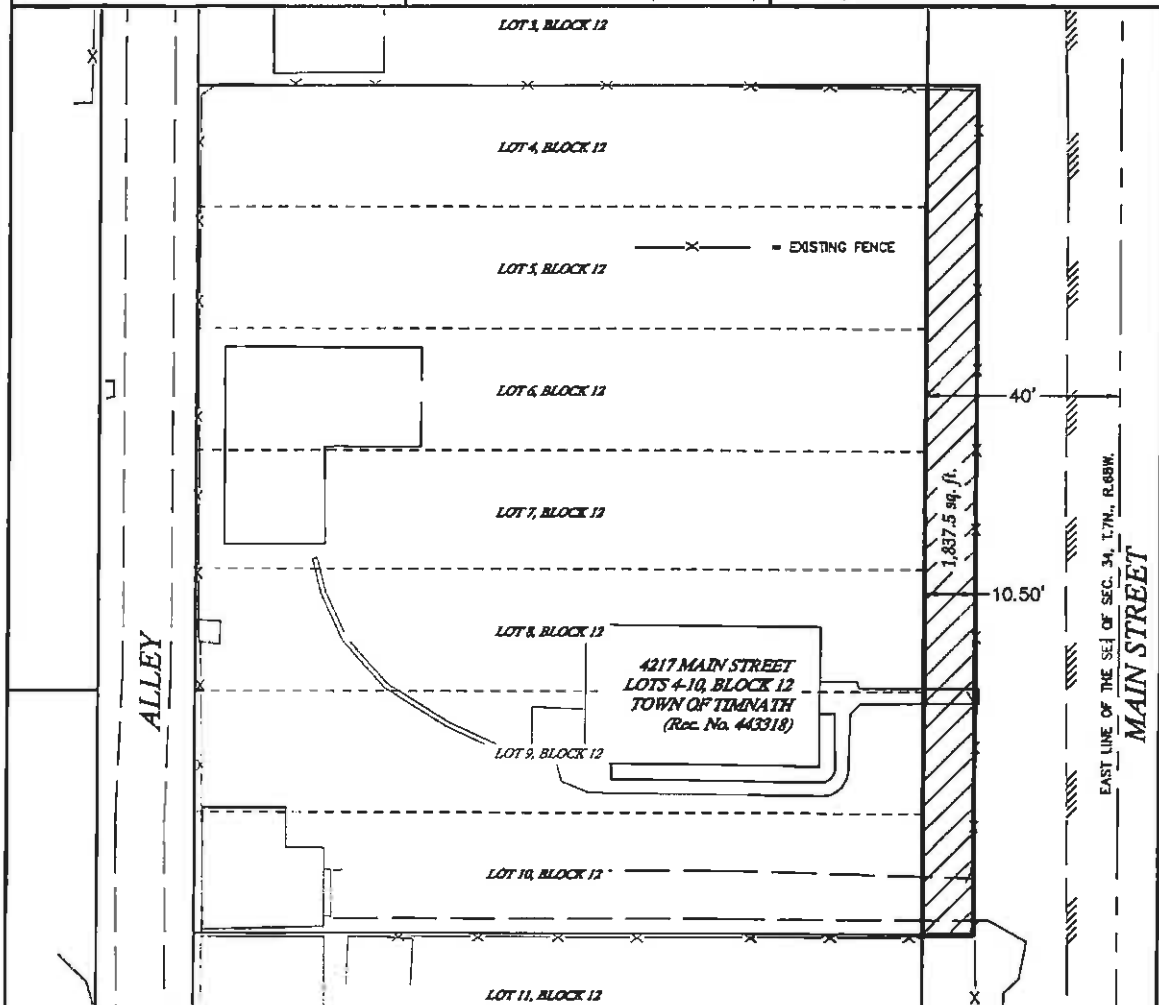 LOT 3, BLOCK 12
LOT 4, BLOCK 12
LOT 5, BLOCK 12
X = EXISTING FENCE
LOT 6, BLOCK 12
40'
LOT 7, BLOCK 12
1,837.5 sq. ft.
10.50'
LOT 8, BLOCK 12
4217 MAIN STREET
LOTS 4-10, BLOCK 12
TOWN OF TIMNATH
(Rec. No. 443318)
LOT 9, BLOCK 12
LOT 10, BLOCK 12
LOT 11, BLOCK 12
ALLEY
EAST LINE OF THE SE¼ OF SEC. 34, T.7N., R.68W.
MAIN STREET